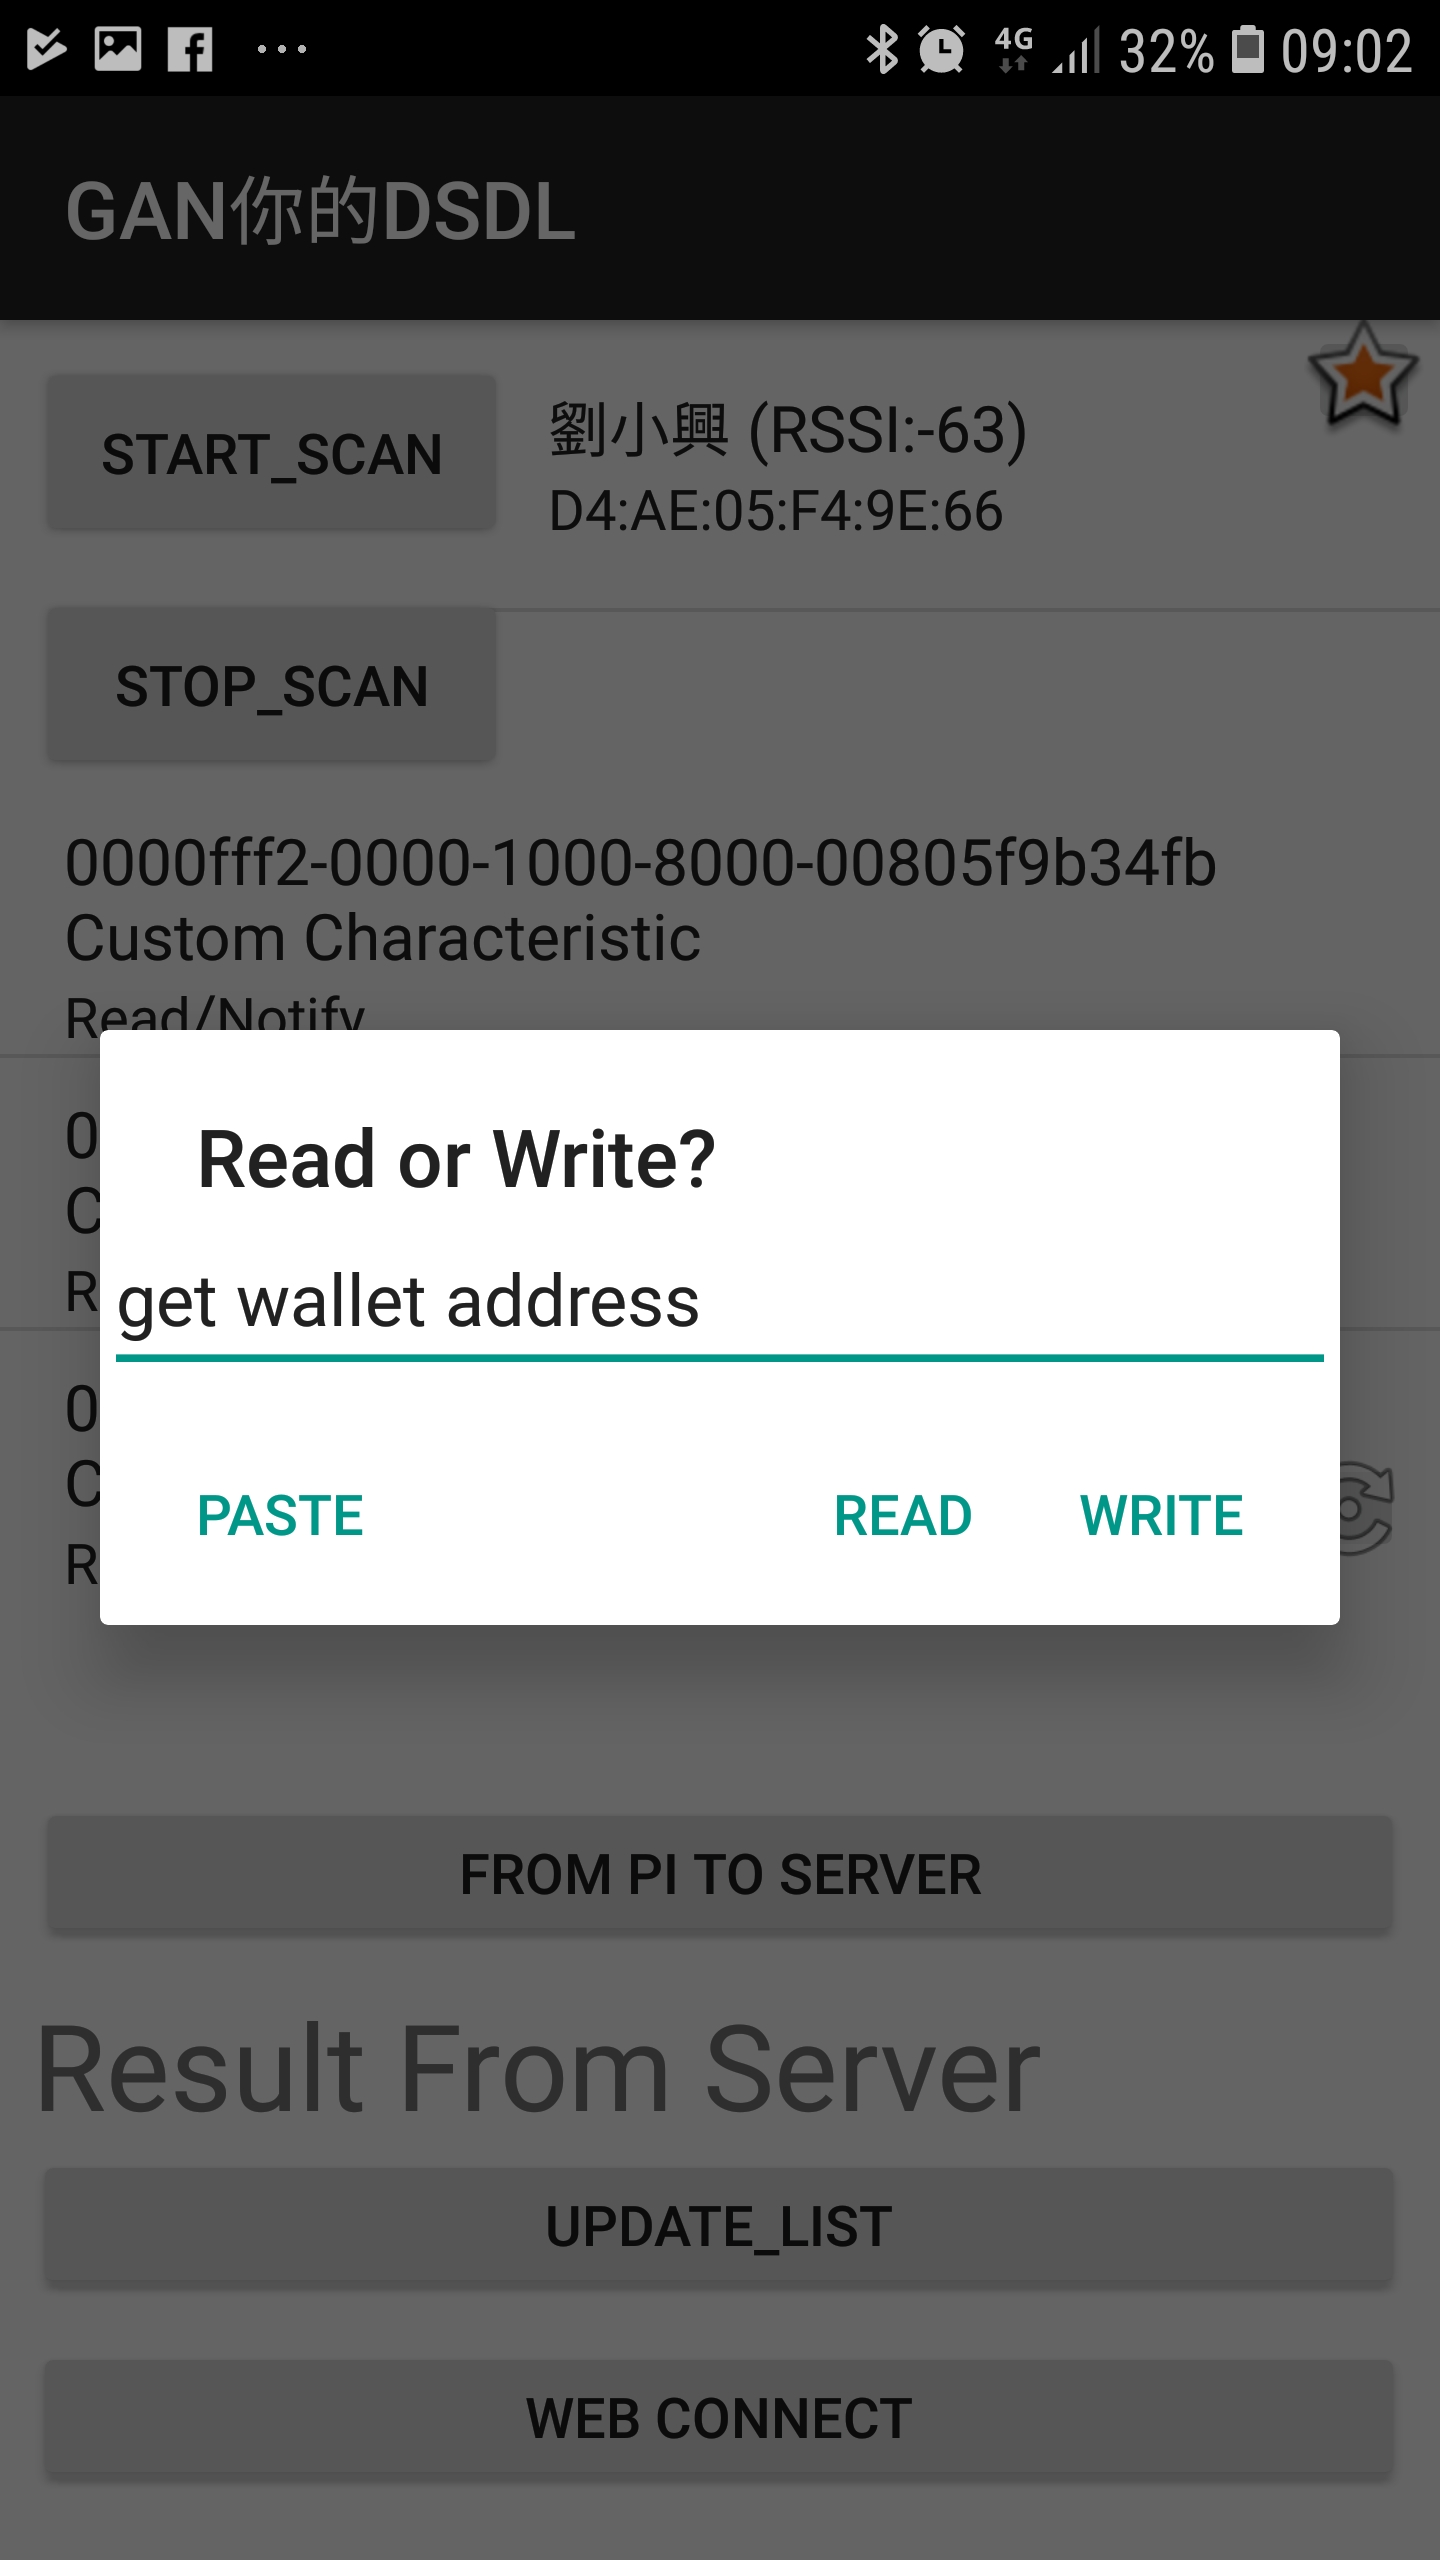 4G 32% 09:02
GAN你的DSDL
START_SCAN
劉小興 (RSSI:-63)
D4:AE:05:F4:9E:66
STOP_SCAN
0000fff2-0000-1000-8000-00805f9b34fb
Custom Characteristic
Read/Notify
0
C
R
Read or Write?
get wallet address
0
C
R
PASTE READ WRITE
FROM PI TO SERVER
Result From Server
UPDATE_LIST
WEB CONNECT